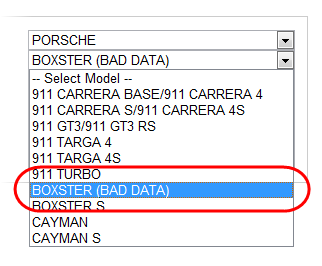 PORSCHE
BOXSTER (BAD DATA)
-- Select Model --
911 CARRERA BASE/911 CARRERA 4
911 CARRERA S/911 CARRERA 4S
911 GT3/911 GT3 RS
911 TARGA 4
911 TARGA 4S
911 TURBO
BOXSTER (BAD DATA)
BOXSTER S
CAYMAN
CAYMAN S